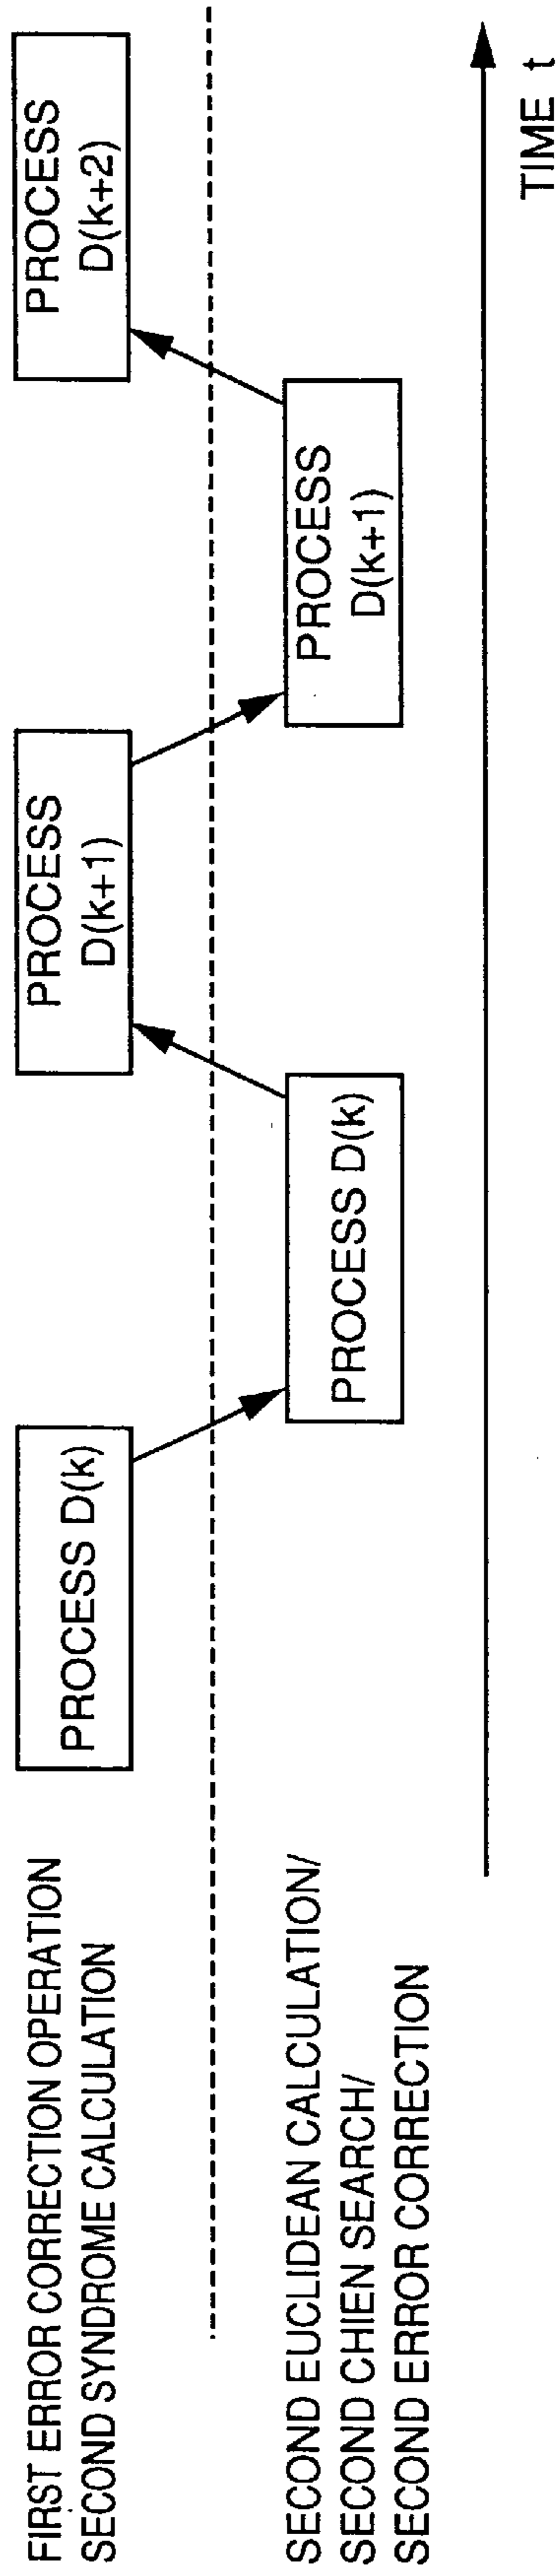 FIRST ERROR CORRECTION OPERATION
SECOND SYNDROME CALCULATION
PROCESS D(k)
PROCESS
D(k+1)
PROCESS
D(k+2)
SECOND EUCLIDEAN CALCULATION/
SECOND CHIEN SEARCH/
SECOND ERROR CORRECTION
PROCESS D(k)
PROCESS
D(k+1)
TIME t